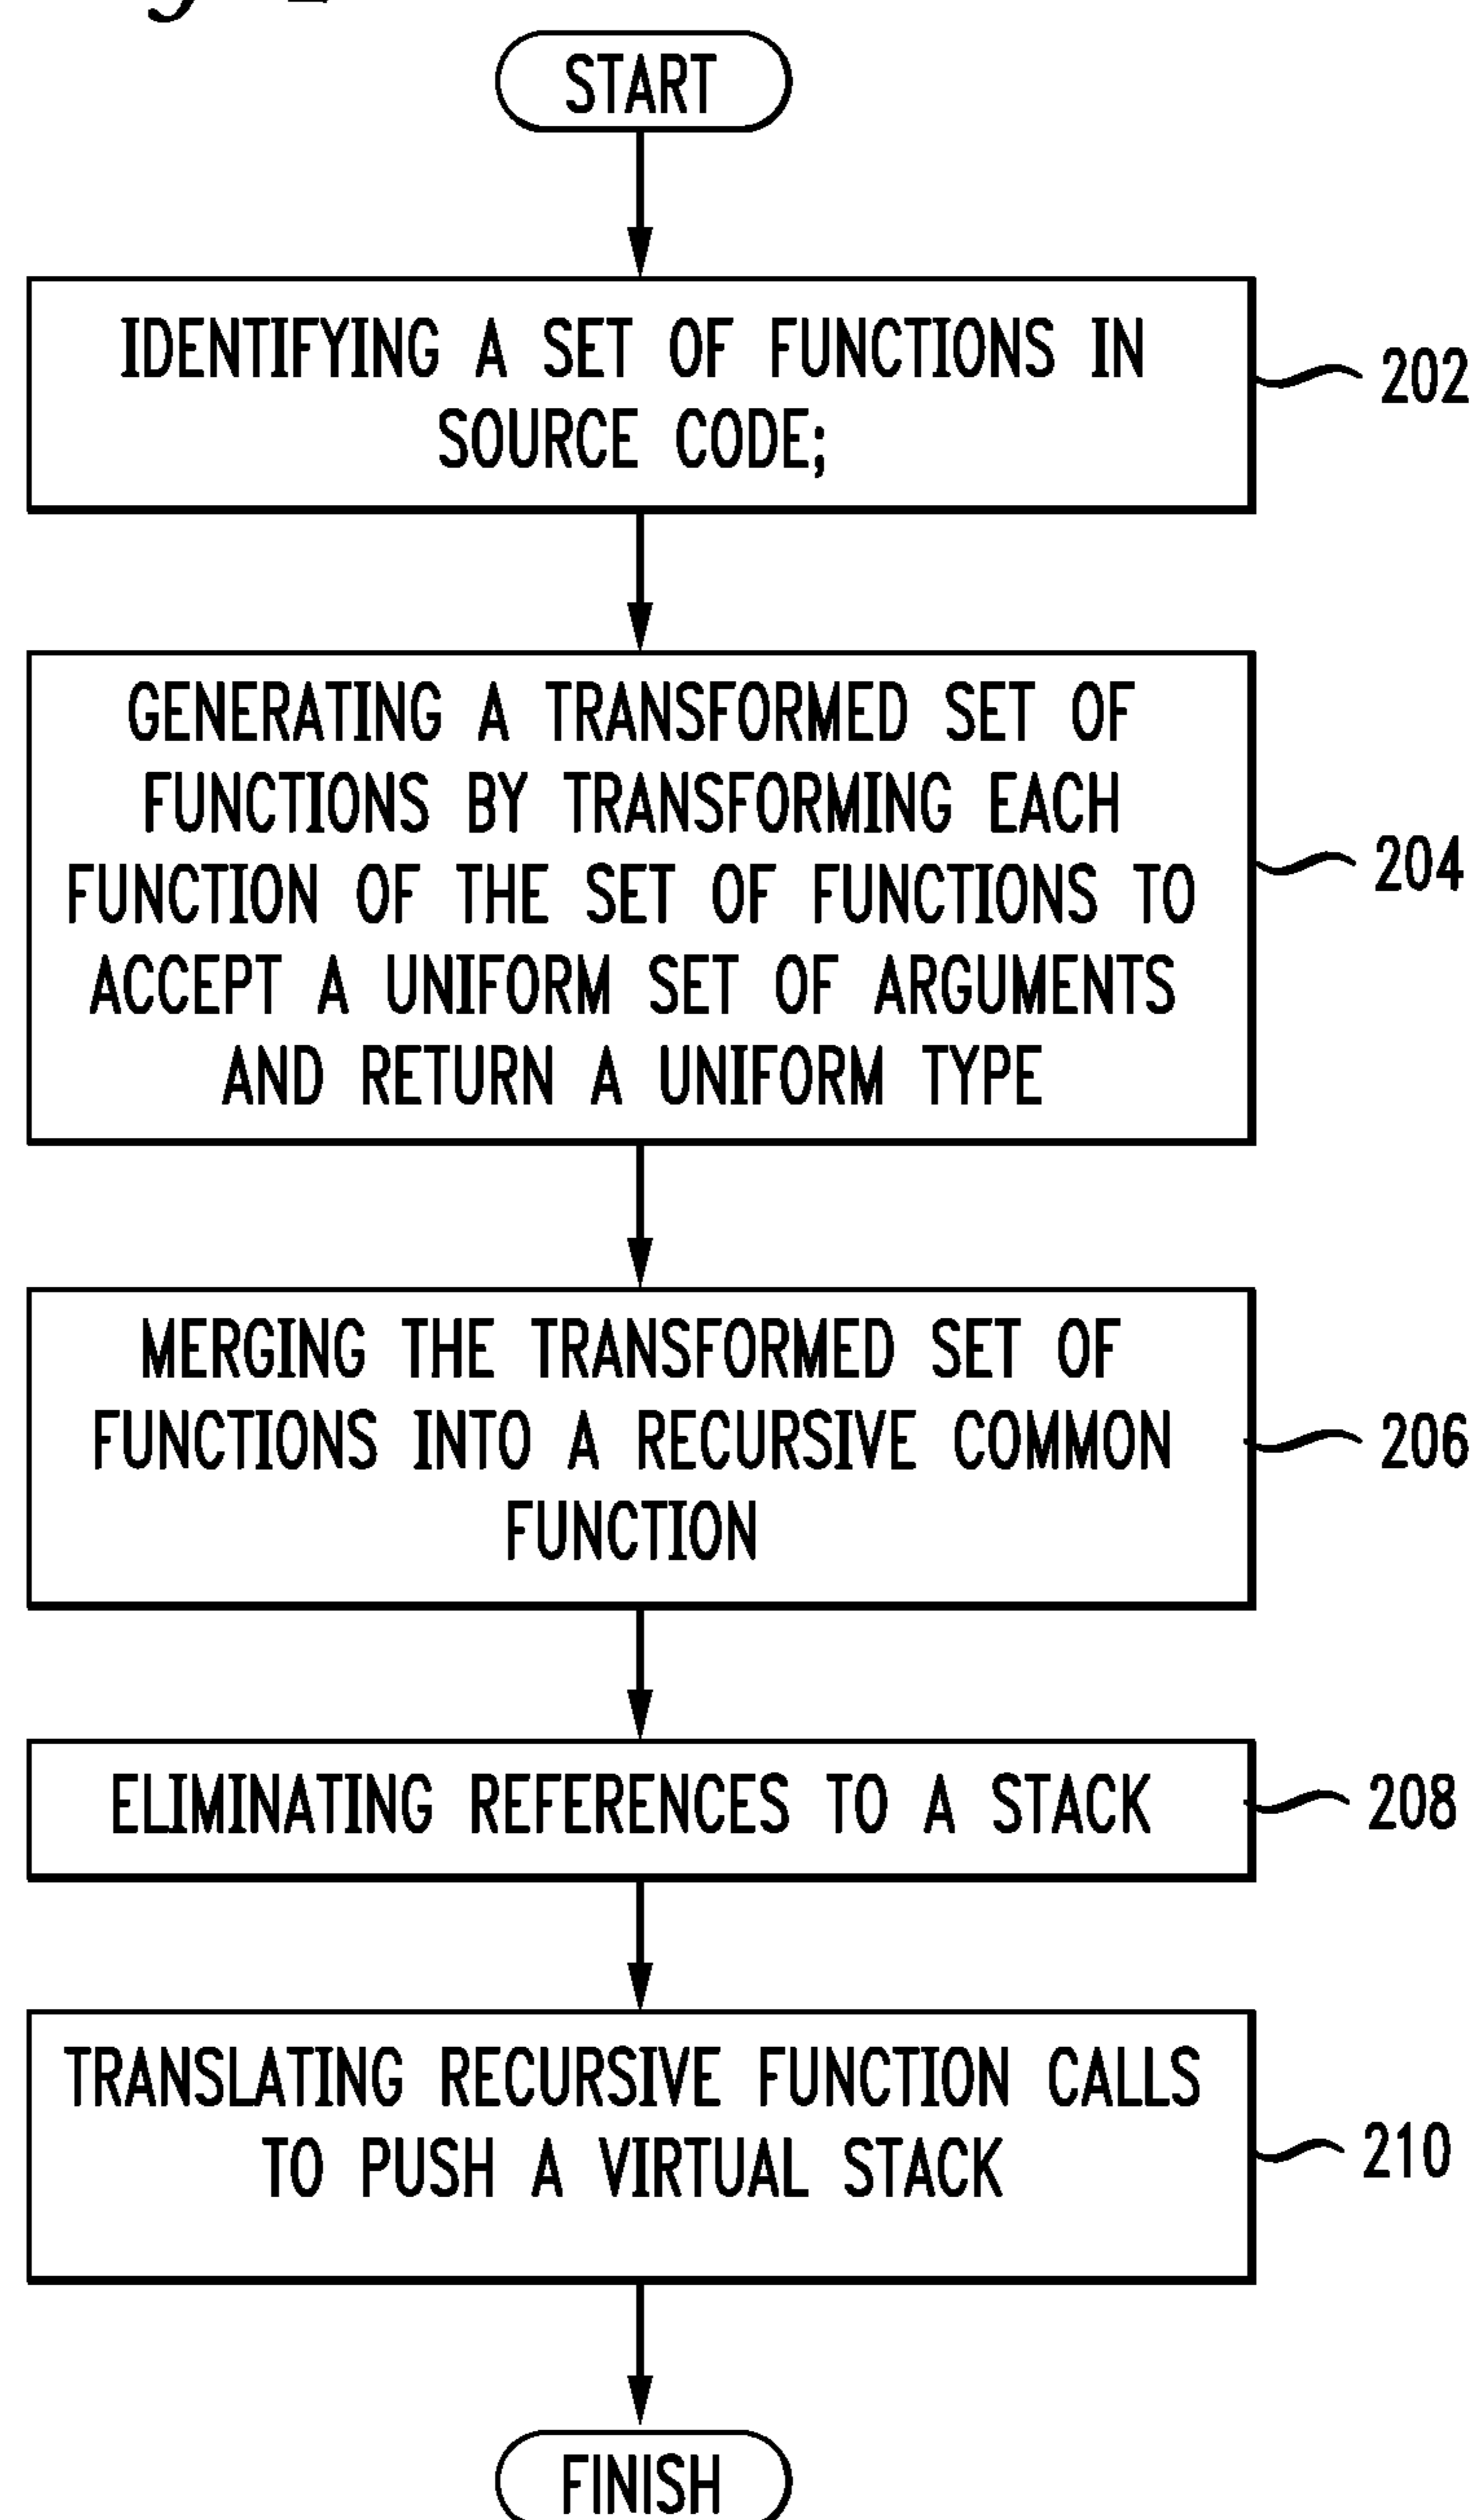 START
IDENTIFYING A SET OF FUNCTIONS IN
SOURCE CODE;
202
GENERATING A TRANSFORMED SET OF
FUNCTIONS BY TRANSFORMING EACH
FUNCTION OF THE SET OF FUNCTIONS TO
ACCEPT A UNIFORM SET OF ARGUMENTS
AND RETURN A UNIFORM TYPE
204
MERGING THE TRANSFORMED SET OF
FUNCTIONS INTO A RECURSIVE COMMON
FUNCTION
206
ELIMINATING REFERENCES TO A STACK
208
TRANSLATING RECURSIVE FUNCTION CALLS
TO PUSH A VIRTUAL STACK
210
FINISH